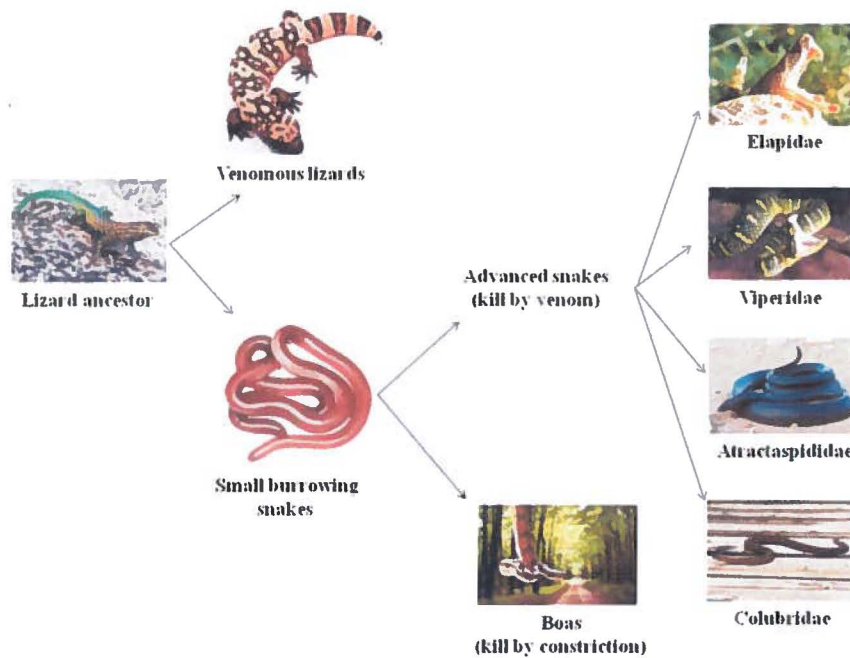 Elapidae
Venomous lizards
Lizard ancestor
Advanced snakes
(kill by venom)
Viperidae
Small burrowing
snakes
Atractaspididae
Boas
(kill by constriction)
Colubridae